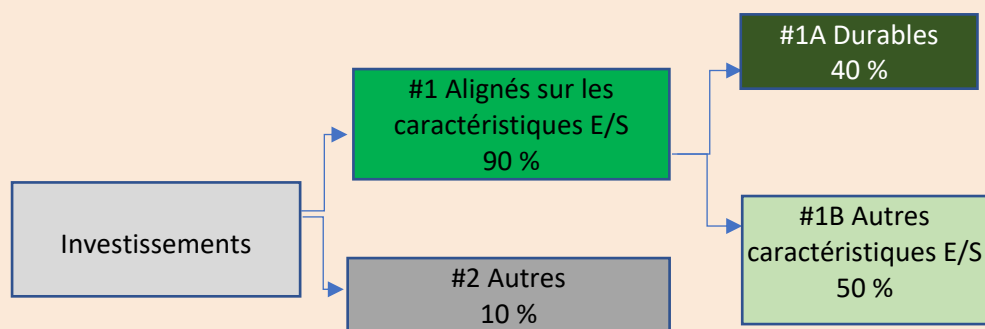 Investissements
#1 Alignés sur les
caractéristiques E/S
90 %
#2 Autres
10 %
#1A Durables
40 %
#1B Autres
caractéristiques E/S
50 %